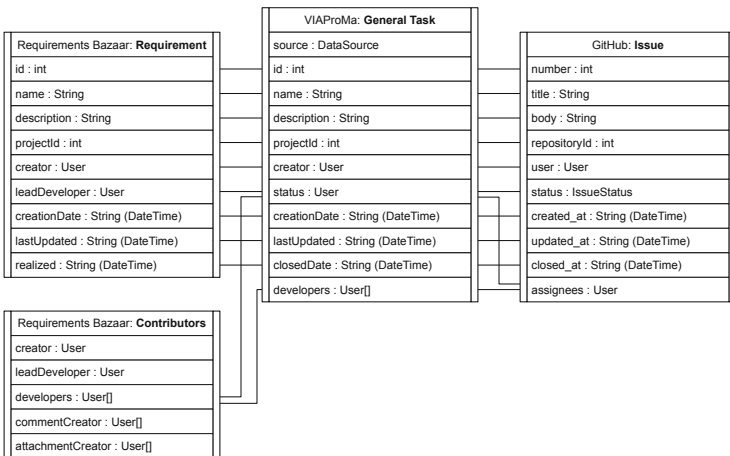 VIAProMa: General Task
source : DataSource
id : int
name : String
description : String
projectId : int
creator : User
status : User
creationDate : String (DateTime)
lastUpdated : String (DateTime)
closedDate : String (DateTime)
developers : User[]
Requirements Bazaar: Requirement
id : int
name : String
description : String
projectId : int
creator : User
leadDeveloper : User
creationDate : String (DateTime)
lastUpdated : String (DateTime)
realized : String (DateTime)
GitHub: Issue
number : int
title : String
body : String
repositoryId : int
user : User
status : IssueStatus
created_at : String (DateTime)
updated_at : String (DateTime)
closed_at : String (DateTime)
assignees : User
Requirements Bazaar: Contributors
creator : User
leadDeveloper : User
developers : User[]
commentCreator : User[]
attachmentCreator : User[]